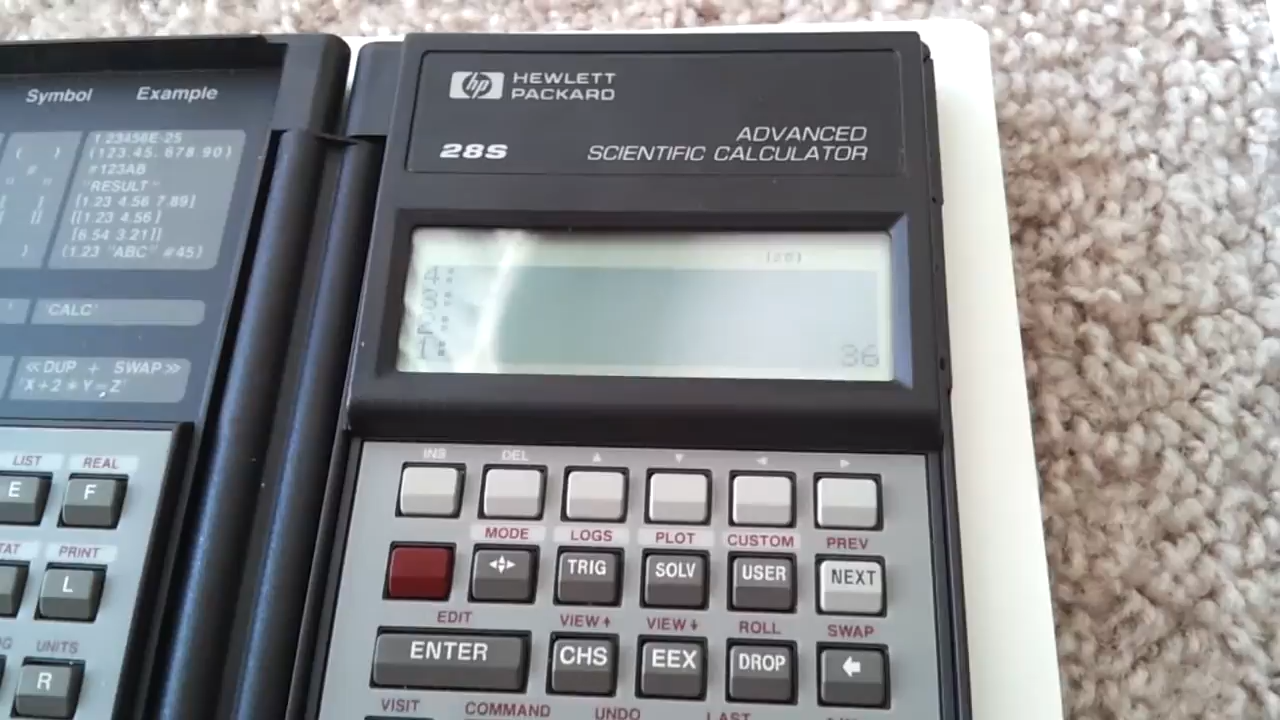 Symbol Example
1.23456E-25
( ) (123.45, 678.90)
# #123AB
" " "RESULT"
[ ] [1.23 4.56 7.89]
[ ]] [[1.23 4.56]
[6.54 3.21]]
) (1.23 "ABC" #45)
' 'CALC'
«DUP + SWAP»
'X+2*Y=Z'
LIST REAL
E F
TAT PRINT
L
UNITS
R
hp HEWLETT
PACKARD
28S ADVANCED
SCIENTIFIC CALCULATOR
4:
3:
2:
1: 36
INS DEL ▲ ▼ ◄ ►
MODE LOGS PLOT CUSTOM PREV
TRIG SOLV USER NEXT
EDIT VIEW↑ VIEW↓ ROLL SWAP
ENTER CHS EEX DROP ←
VISIT COMMAND UNDO LAST